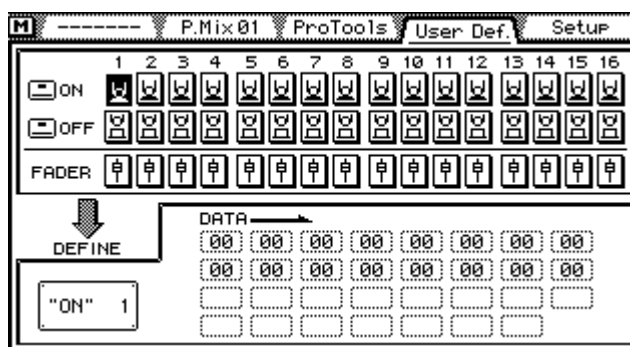 M ------- P.Mix01 ProTools User Def. Setup
1 2 3 4 5 6 7 8 9 10 11 12 13 14 15 16
ON
OFF
FADER
DATA
DEFINE
00 00 00 00 00 00 00 00
00 00 00 00 00 00 00 00
"ON" 1